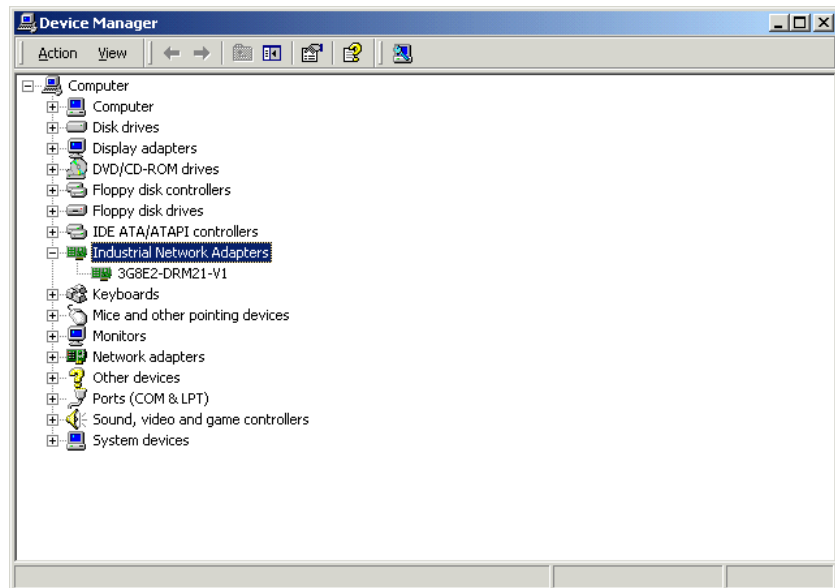 Device Manager
Action View
Computer
Computer
Disk drives
Display adapters
DVD/CD-ROM drives
Floppy disk controllers
Floppy disk drives
IDE ATA/ATAPI controllers
Industrial Network Adapters
3G8E2-DRM21-V1
Keyboards
Mice and other pointing devices
Monitors
Network adapters
Other devices
Ports (COM & LPT)
Sound, video and game controllers
System devices